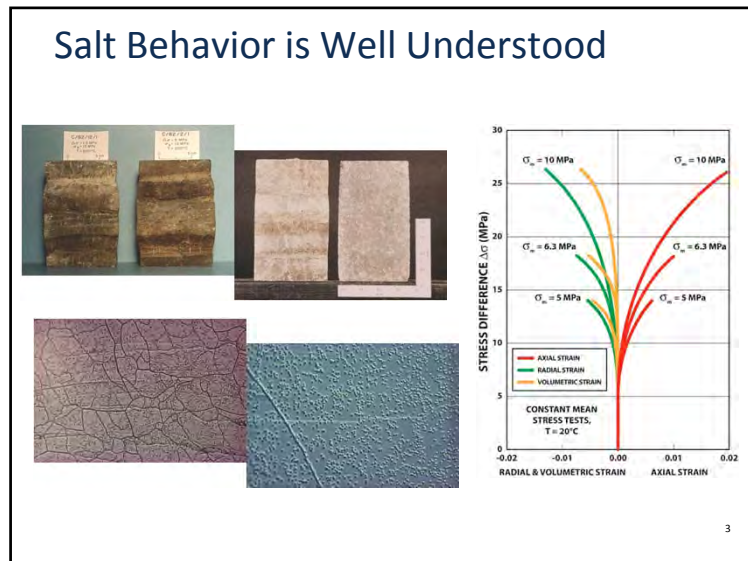 Salt Behavior is Well Understood
30
25
20
15
10
5
0
STRESS DIFFERENCE Δσ (MPa)
σm = 10 MPa
σm = 10 MPa
σm = 6.3 MPa
σm = 6.3 MPa
σm = 5 MPa
σm = 5 MPa
AXIAL STRAIN
RADIAL STRAIN
VOLUMETRIC STRAIN
CONSTANT MEAN
STRESS TESTS,
T = 20°C
-0.02 -0.01 0.00 0.01 0.02
RADIAL & VOLUMETRIC STRAIN AXIAL STRAIN
3